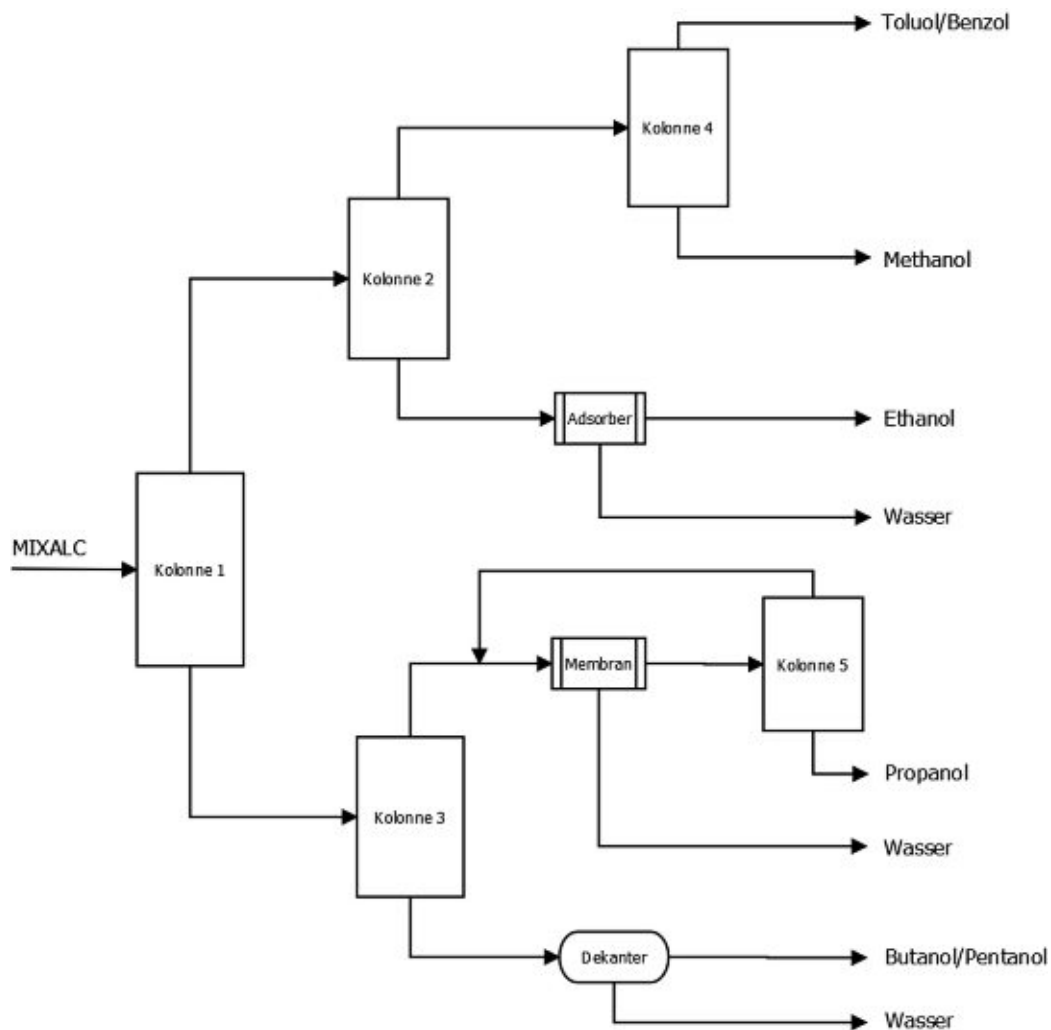 Toluol/Benzol
Kolonne 4
Methanol
Kolonne 2
Adsorber
Ethanol
Wasser
MIXALC
Kolonne 1
Membran
Kolonne 5
Propanol
Kolonne 3
Wasser
Dekanter
Butanol/Pentanol
Wasser